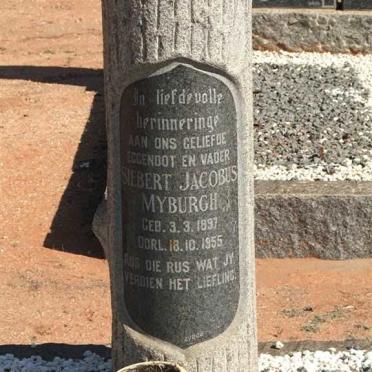 In liefdevolle
herinneringe
AAN ONS GELIEFDE
EGGENOOT EN VADER
SIEBERT JACOBUS
MYBURGH
GEB. 3.3.1897
OORL. 18.10.1955
RUS DIE RUS WAT JY
VERDIEN HET LIEFLING.